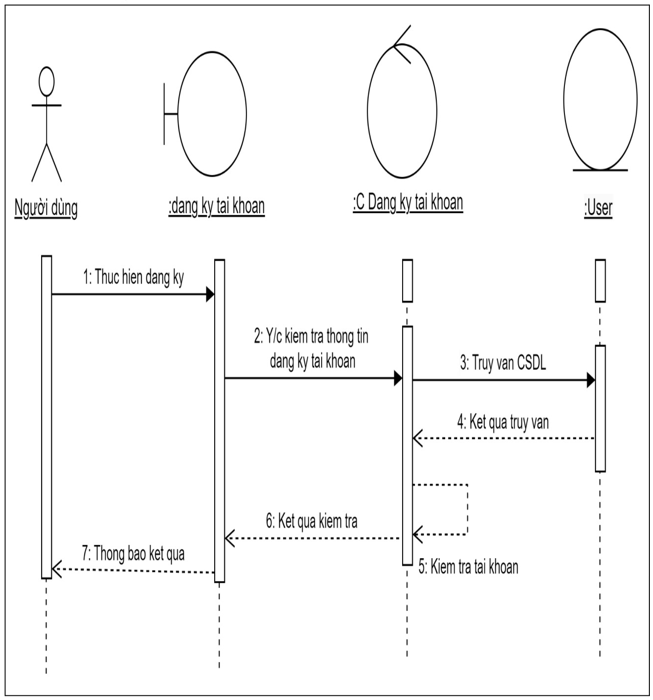 Người dùng
:dang ky tai khoan
:C Dang ky tai khoan
:User
1: Thuc hien dang ky
2: Y/c kiem tra thong tin
dang ky tai khoan
3: Truy van CSDL
4: Ket qua truy van
6: Ket qua kiem tra
7: Thong bao ket qua
5: Kiem tra tai khoan